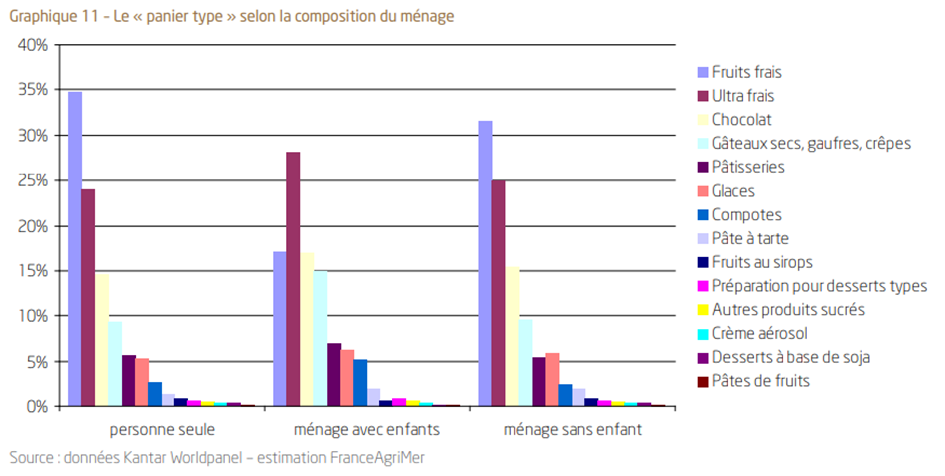 Graphique 11 – Le « panier type » selon la composition du ménage
40%
35%
30%
25%
20%
15%
10%
5%
0%
personne seule
ménage avec enfants
ménage sans enfant
Fruits frais
Ultra frais
Chocolat
Gâteaux secs, gaufres, crêpes
Pâtisseries
Glaces
Compotes
Pâte à tarte
Fruits au sirops
Préparation pour desserts types
Autres produits sucrés
Crème aérosol
Desserts à base de soja
Pâtes de fruits
Source : données Kantar Worldpanel – estimation FranceAgriMer